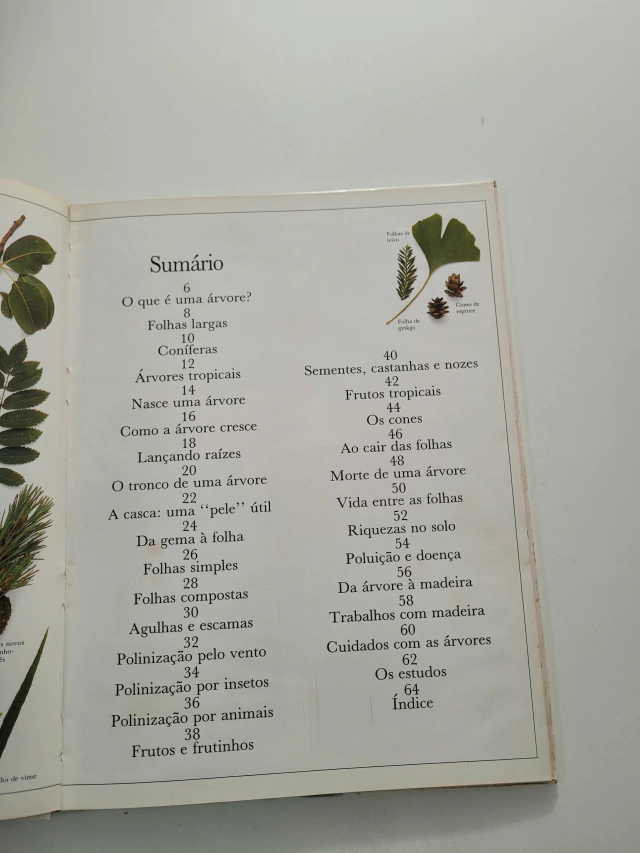 Sumário
6
O que é uma árvore?
8
Folhas largas
10
Coníferas
12
Árvores tropicais
14
Nasce uma árvore
16
Como a árvore cresce
18
Lançando raízes
20
O tronco de uma árvore
22
A casca: uma ‘‘pele’’ útil
24
Da gema à folha
26
Folhas simples
28
Folhas compostas
30
Agulhas e escamas
32
Polinização pelo vento
34
Polinização por insetos
36
Polinização por animais
38
Frutos e frutinhos
Folhas de
teixo
Cones de
espruce
Folha de
ginkgo
40
Sementes, castanhas e nozes
42
Frutos tropicais
44
Os cones
46
Ao cair das folhas
48
Morte de uma árvore
50
Vida entre as folhas
52
Riquezas no solo
54
Poluição e doença
56
Da árvore à madeira
58
Trabalhos com madeira
60
Cuidados com as árvores
62
Os estudos
64
Índice
novos
de vime